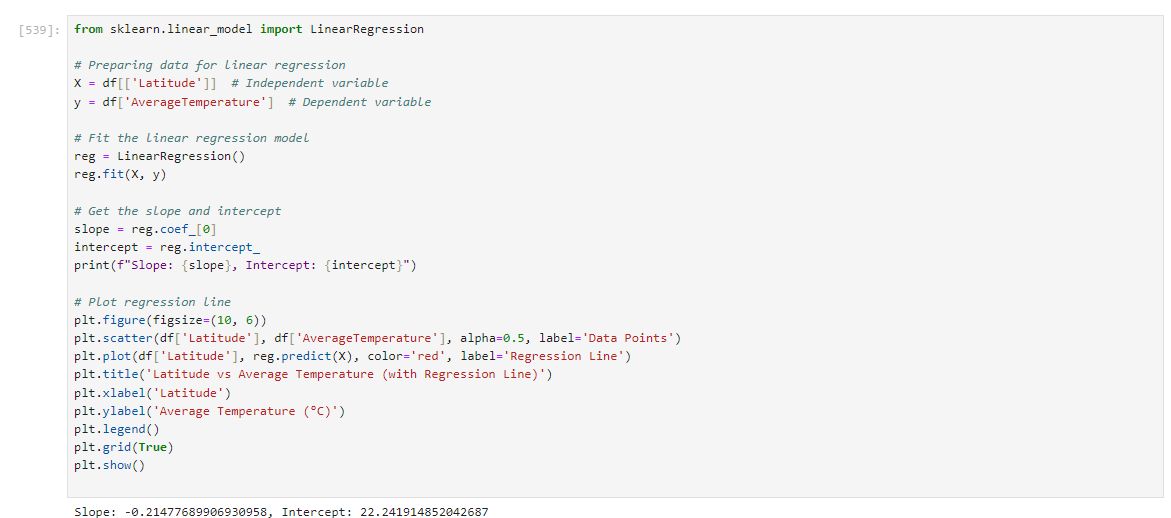 [539]:
from sklearn.linear_model import LinearRegression
# Preparing data for linear regression
X = df[['Latitude']]  # Independent variable
y = df['AverageTemperature']  # Dependent variable
# Fit the linear regression model
reg = LinearRegression()
reg.fit(X, y)
# Get the slope and intercept
slope = reg.coef_[0]
intercept = reg.intercept_
print(f"Slope: {slope}, Intercept: {intercept}")
# Plot regression line
plt.figure(figsize=(10, 6))
plt.scatter(df['Latitude'], df['AverageTemperature'], alpha=0.5, label='Data Points')
plt.plot(df['Latitude'], reg.predict(X), color='red', label='Regression Line')
plt.title('Latitude vs Average Temperature (with Regression Line)')
plt.xlabel('Latitude')
plt.ylabel('Average Temperature (°C)')
plt.legend()
plt.grid(True)
plt.show()
Slope: -0.21477689906930958, Intercept: 22.241914852042687